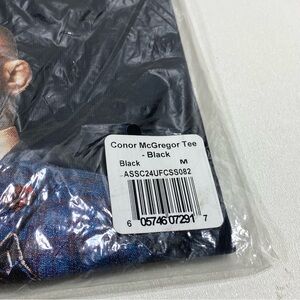 Conor McGregor Tee
- Black
Black M
ASSC24UFCSS082
6 05746 07291 7